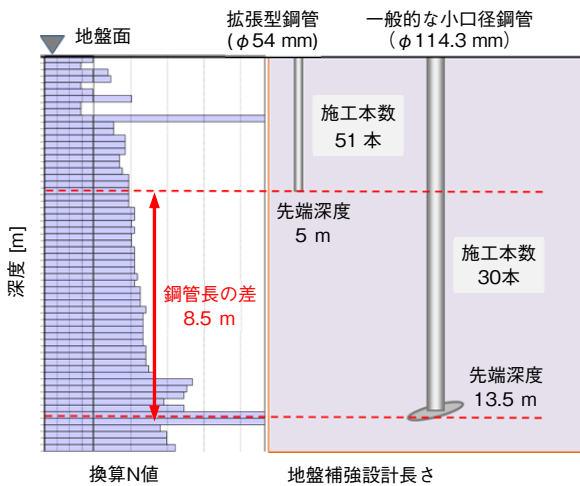 地盤面
拡張型鋼管
(φ54 mm)
一般的な小口径鋼管
(φ114.3 mm)
施工本数
51 本
先端深度
5 m
深度 [m]
鋼管長の差
8.5 m
施工本数
30本
先端深度
13.5 m
換算N値
地盤補強設計長さ